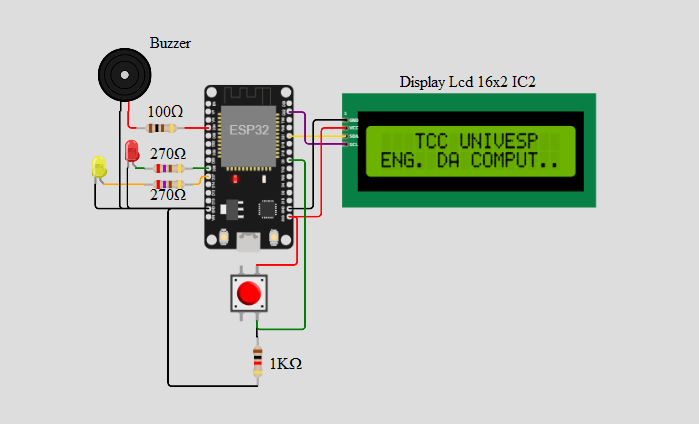 Buzzer
Display Lcd 16x2 IC2
100Ω
ESP32
1
GND
VCC
SDA
SCL
TCC UNIVESP
ENG. DA COMPUT..
270Ω
270Ω
1KΩ